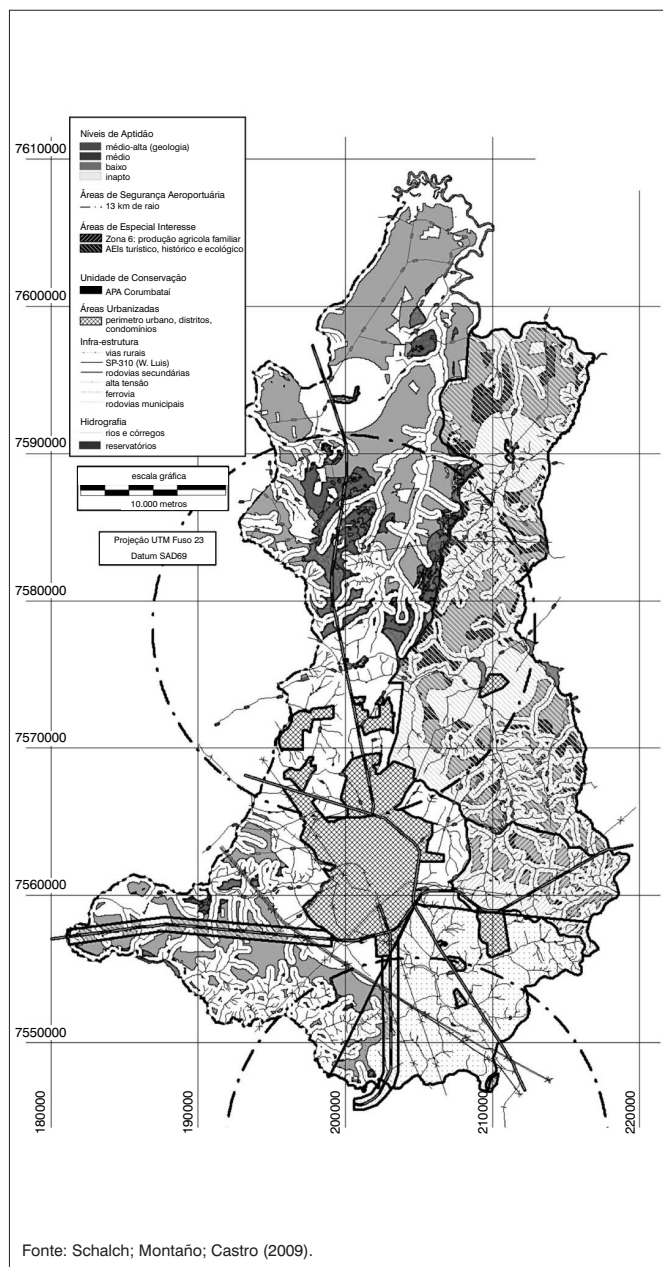 Níveis de Aptidão
médio-alta (geologia)
médio
baixo
inapto
Áreas de Segurança Aeroportuária
13 km de raio
Áreas de Especial Interesse
Zona 6: produção agrícola familiar
AEIs turístico, histórico e ecológico
Unidade de Conservação
APA Corumbataí
Áreas Urbanizadas
perimetro urbano, distritos,
condomínios
Infra-estrutura
vias rurais
SP-310 (W. Luis)
rodovias secundárias
alta tensão
ferrovia
rodovias municipais
Hidrografia
rios e córregos
reservatórios
escala gráfica
10.000 metros
Projeção UTM Fuso 23
Datum SAD69
7610000
7600000
7590000
7580000
7570000
7560000
7550000
180000
190000
200000
210000
220000
Fonte: Schalch; Montaño; Castro (2009).